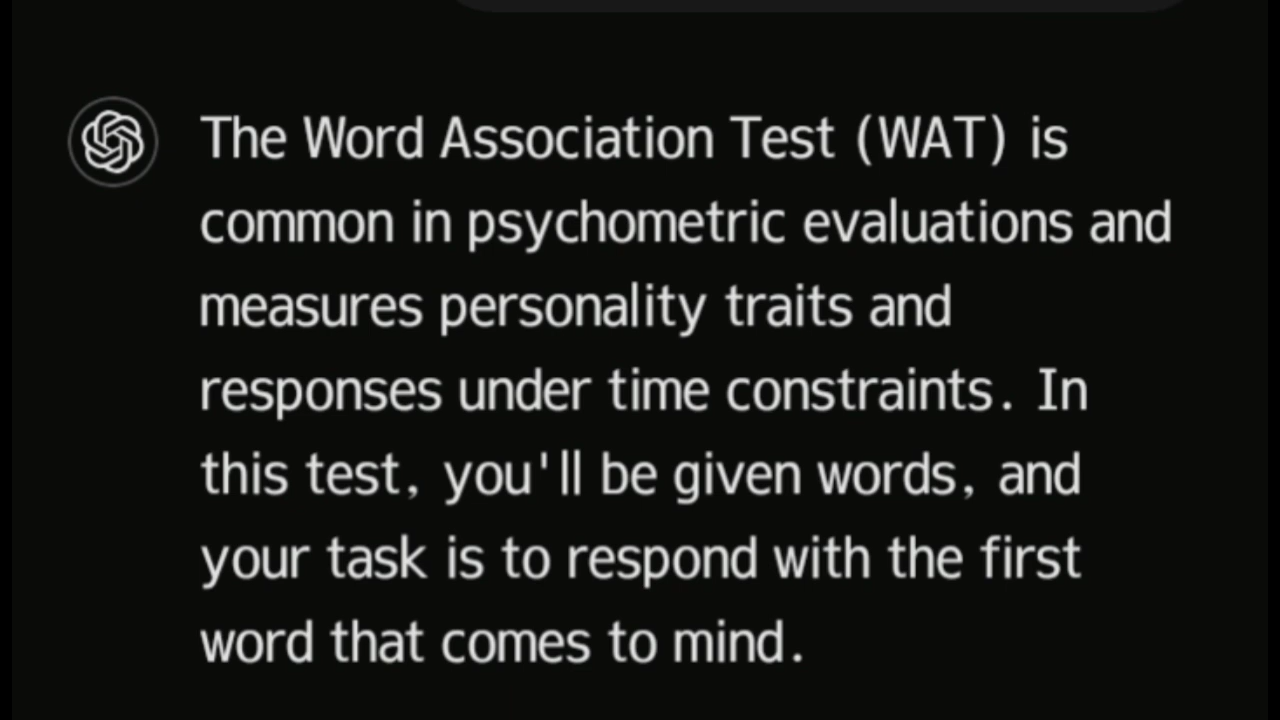 The Word Association Test (WAT) is
common in psychometric evaluations and
measures personality traits and
responses under time constraints. In
this test, you'll be given words, and
your task is to respond with the first
word that comes to mind.